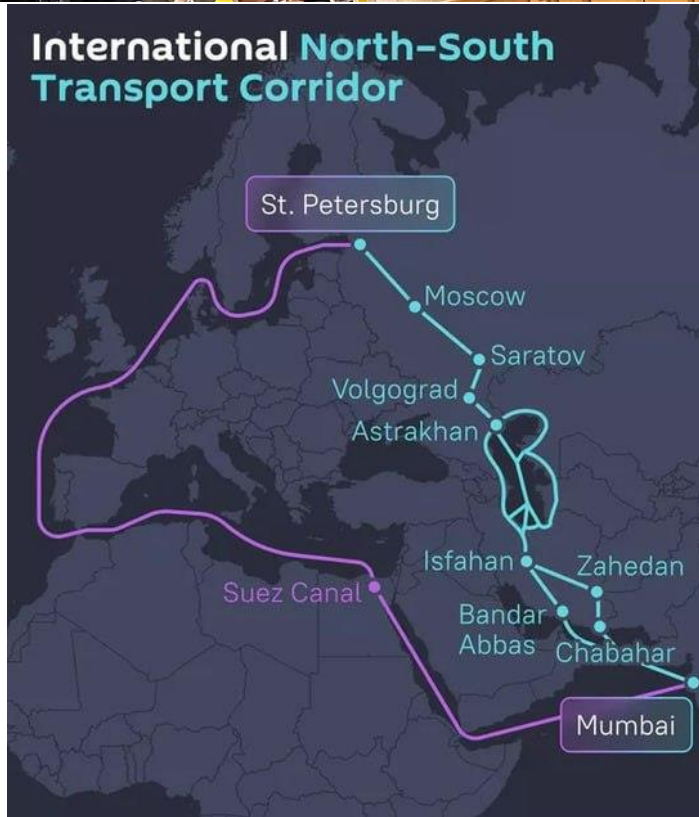 International North-South
Transport Corridor
St. Petersburg
Moscow
Saratov
Volgograd
Astrakhan
Isfahan
Zahedan
Suez Canal
Bandar
Abbas
Chabahar
Mumbai